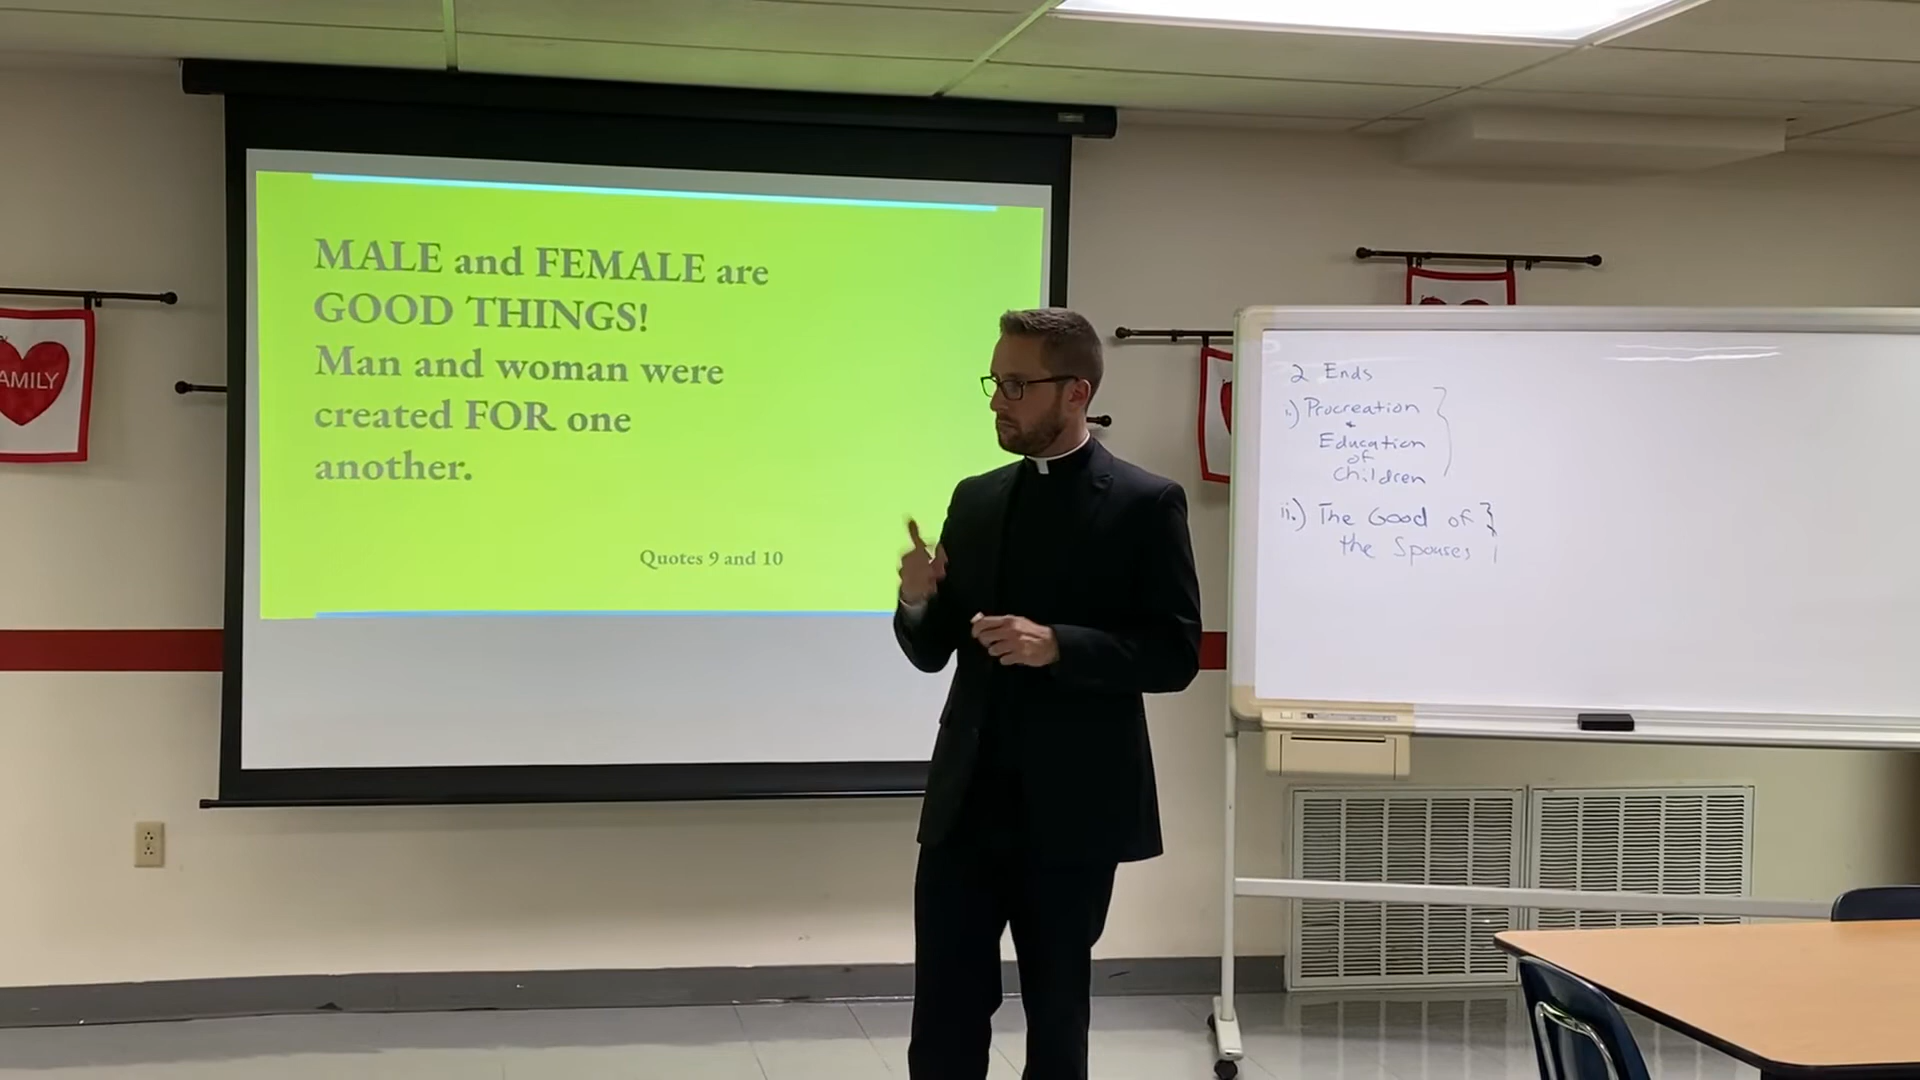 MALE and FEMALE are
GOOD THINGS!
Man and woman were
created FOR one
another.
Quotes 9 and 10
AMILY
2 Ends
i.) Procreation
+
Education
of
Children
ii.) The Good of
the Spouses